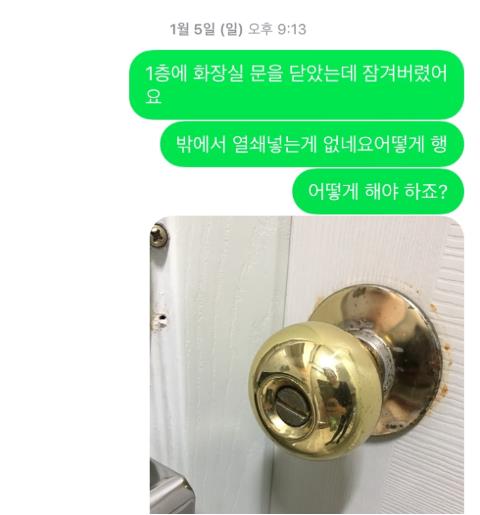 1월 5일 (일) 오후 9:13
1층에 화장실 문을 닫았는데 잠겨버렸어
요
밖에서 열쇄넣는게 없네요어떻게 행
어떻게 해야 하죠?